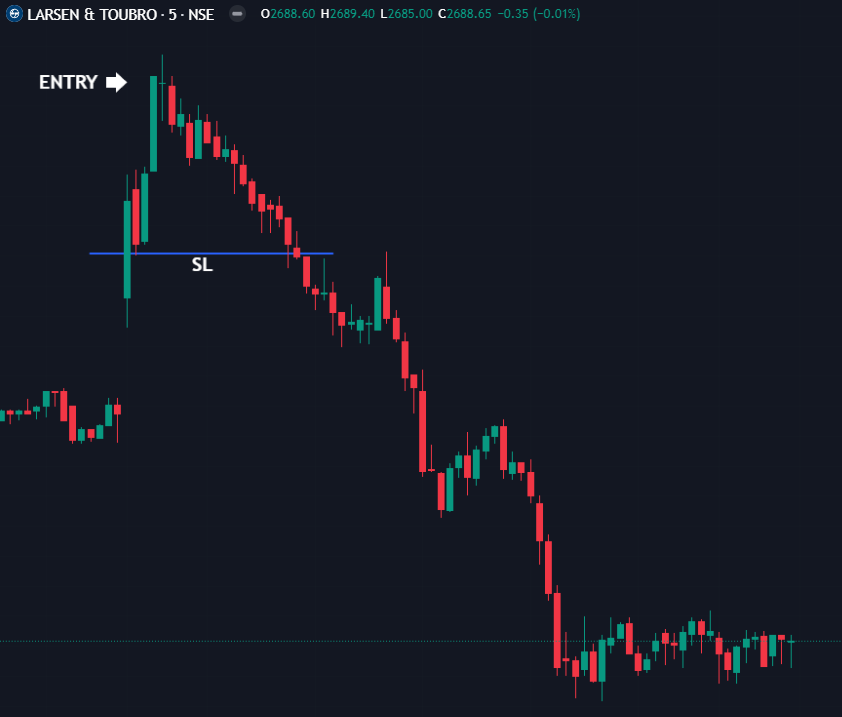 LARSEN & TOUBRO · 5 · NSE O2688.60 H2689.40 L2685.00 C2688.65 −0.35 (−0.01%)
ENTRY
SL